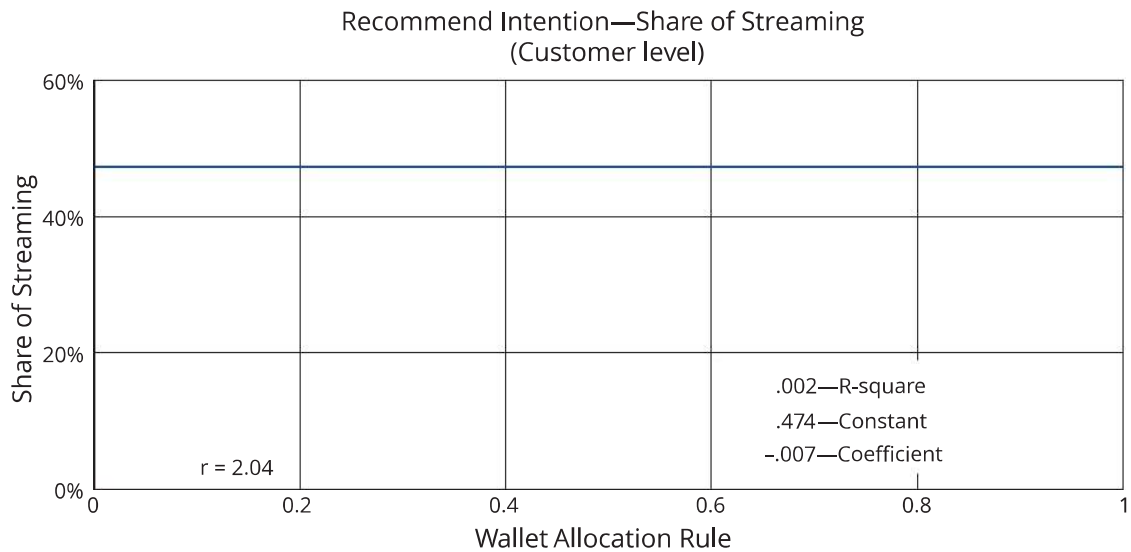 Recommend Intention—Share of Streaming
(Customer level)
60%
40%
20%
0%
Share of Streaming
.002—R-square
.474—Constant
–.007—Coefficient
r = 2.04
0
0.2
0.4
0.6
0.8
1
Wallet Allocation Rule